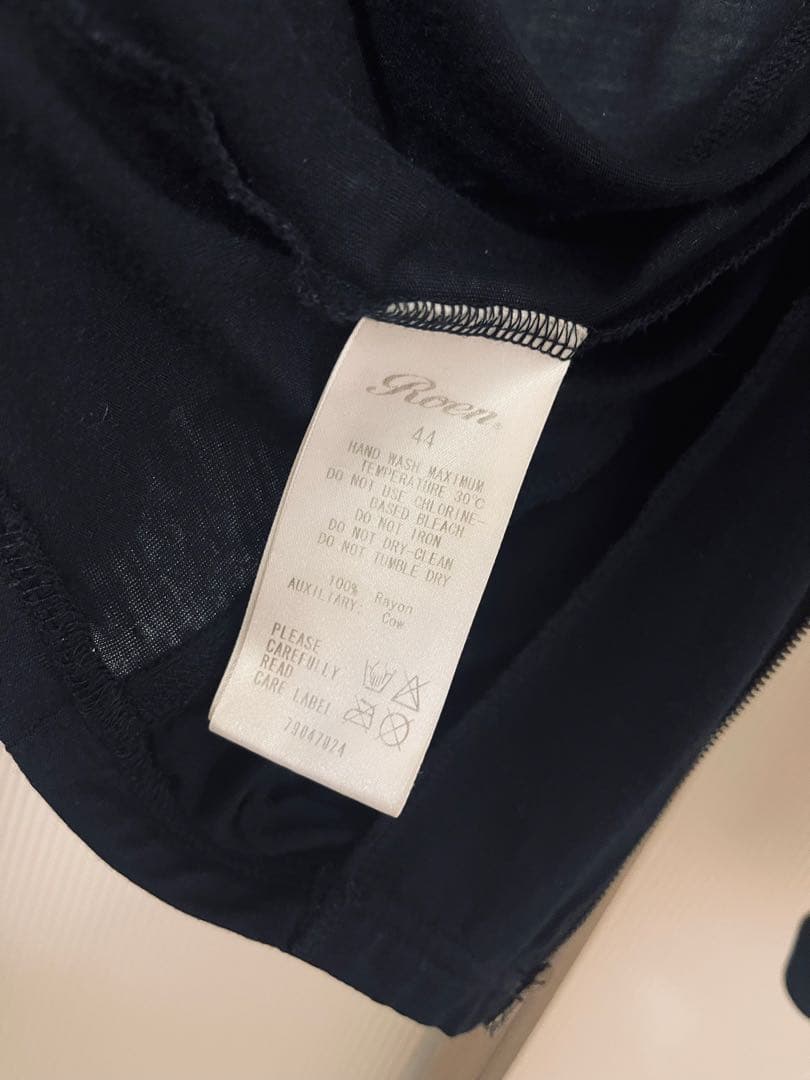 Roen®
44
HAND WASH MAXIMUM
TEMPERATURE 30℃
DO NOT USE CHLORINE-
BASED BLEACH
DO NOT IRON
DO NOT DRY-CLEAN
DO NOT TUMBLE DRY
100% Rayon
AUXILIARY: Cow
PLEASE
CAREFULLY
READ
CARE LABEL
79047024